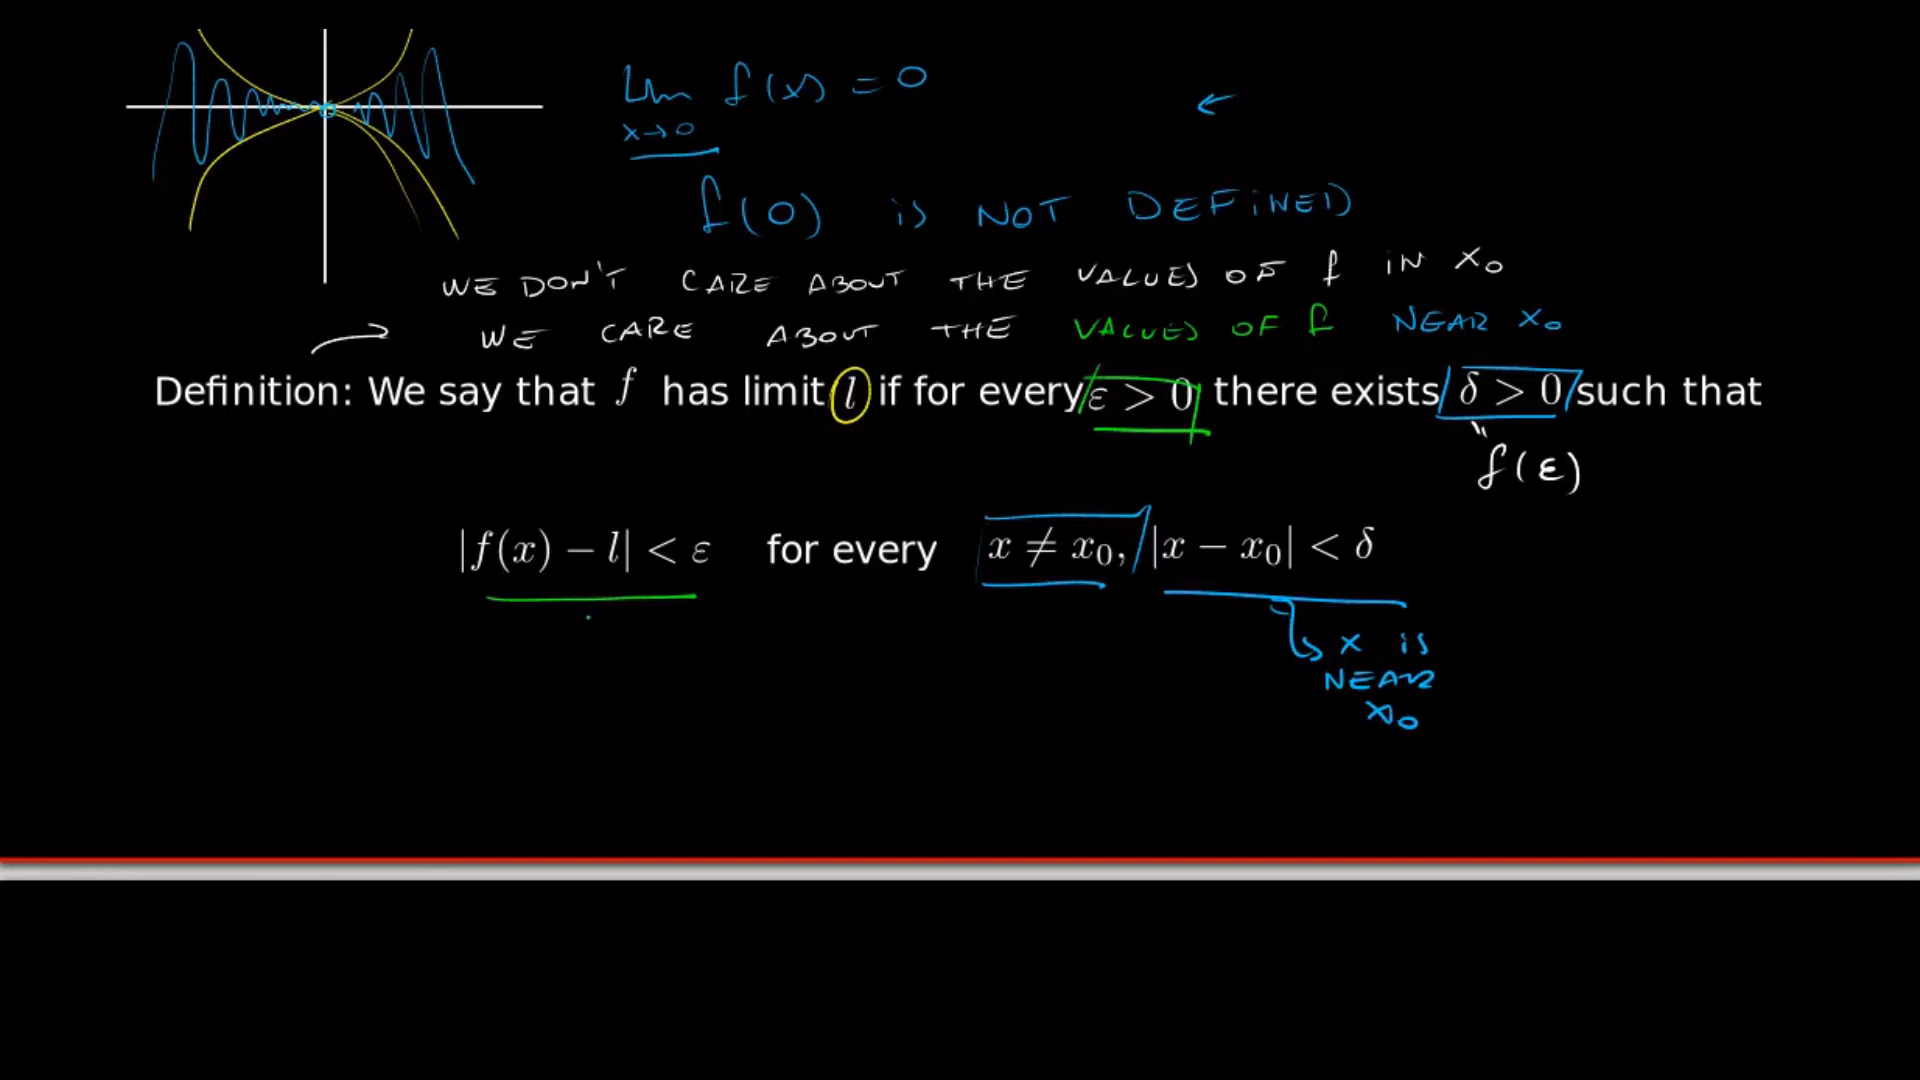 lim f(x) = 0
x→0
f(0) is NOT DEFINED
WE DON'T CARE ABOUT THE VALUES OF f IN x₀
WE CARE ABOUT THE VALUES OF f NEAR x₀
Definition: We say that f has limit l if for every ε > 0 there exists δ > 0 such that
" f(ε)
|f(x) − l| < ε for every x ≠ x₀, |x − x₀| < δ
x is
NEAR
x₀